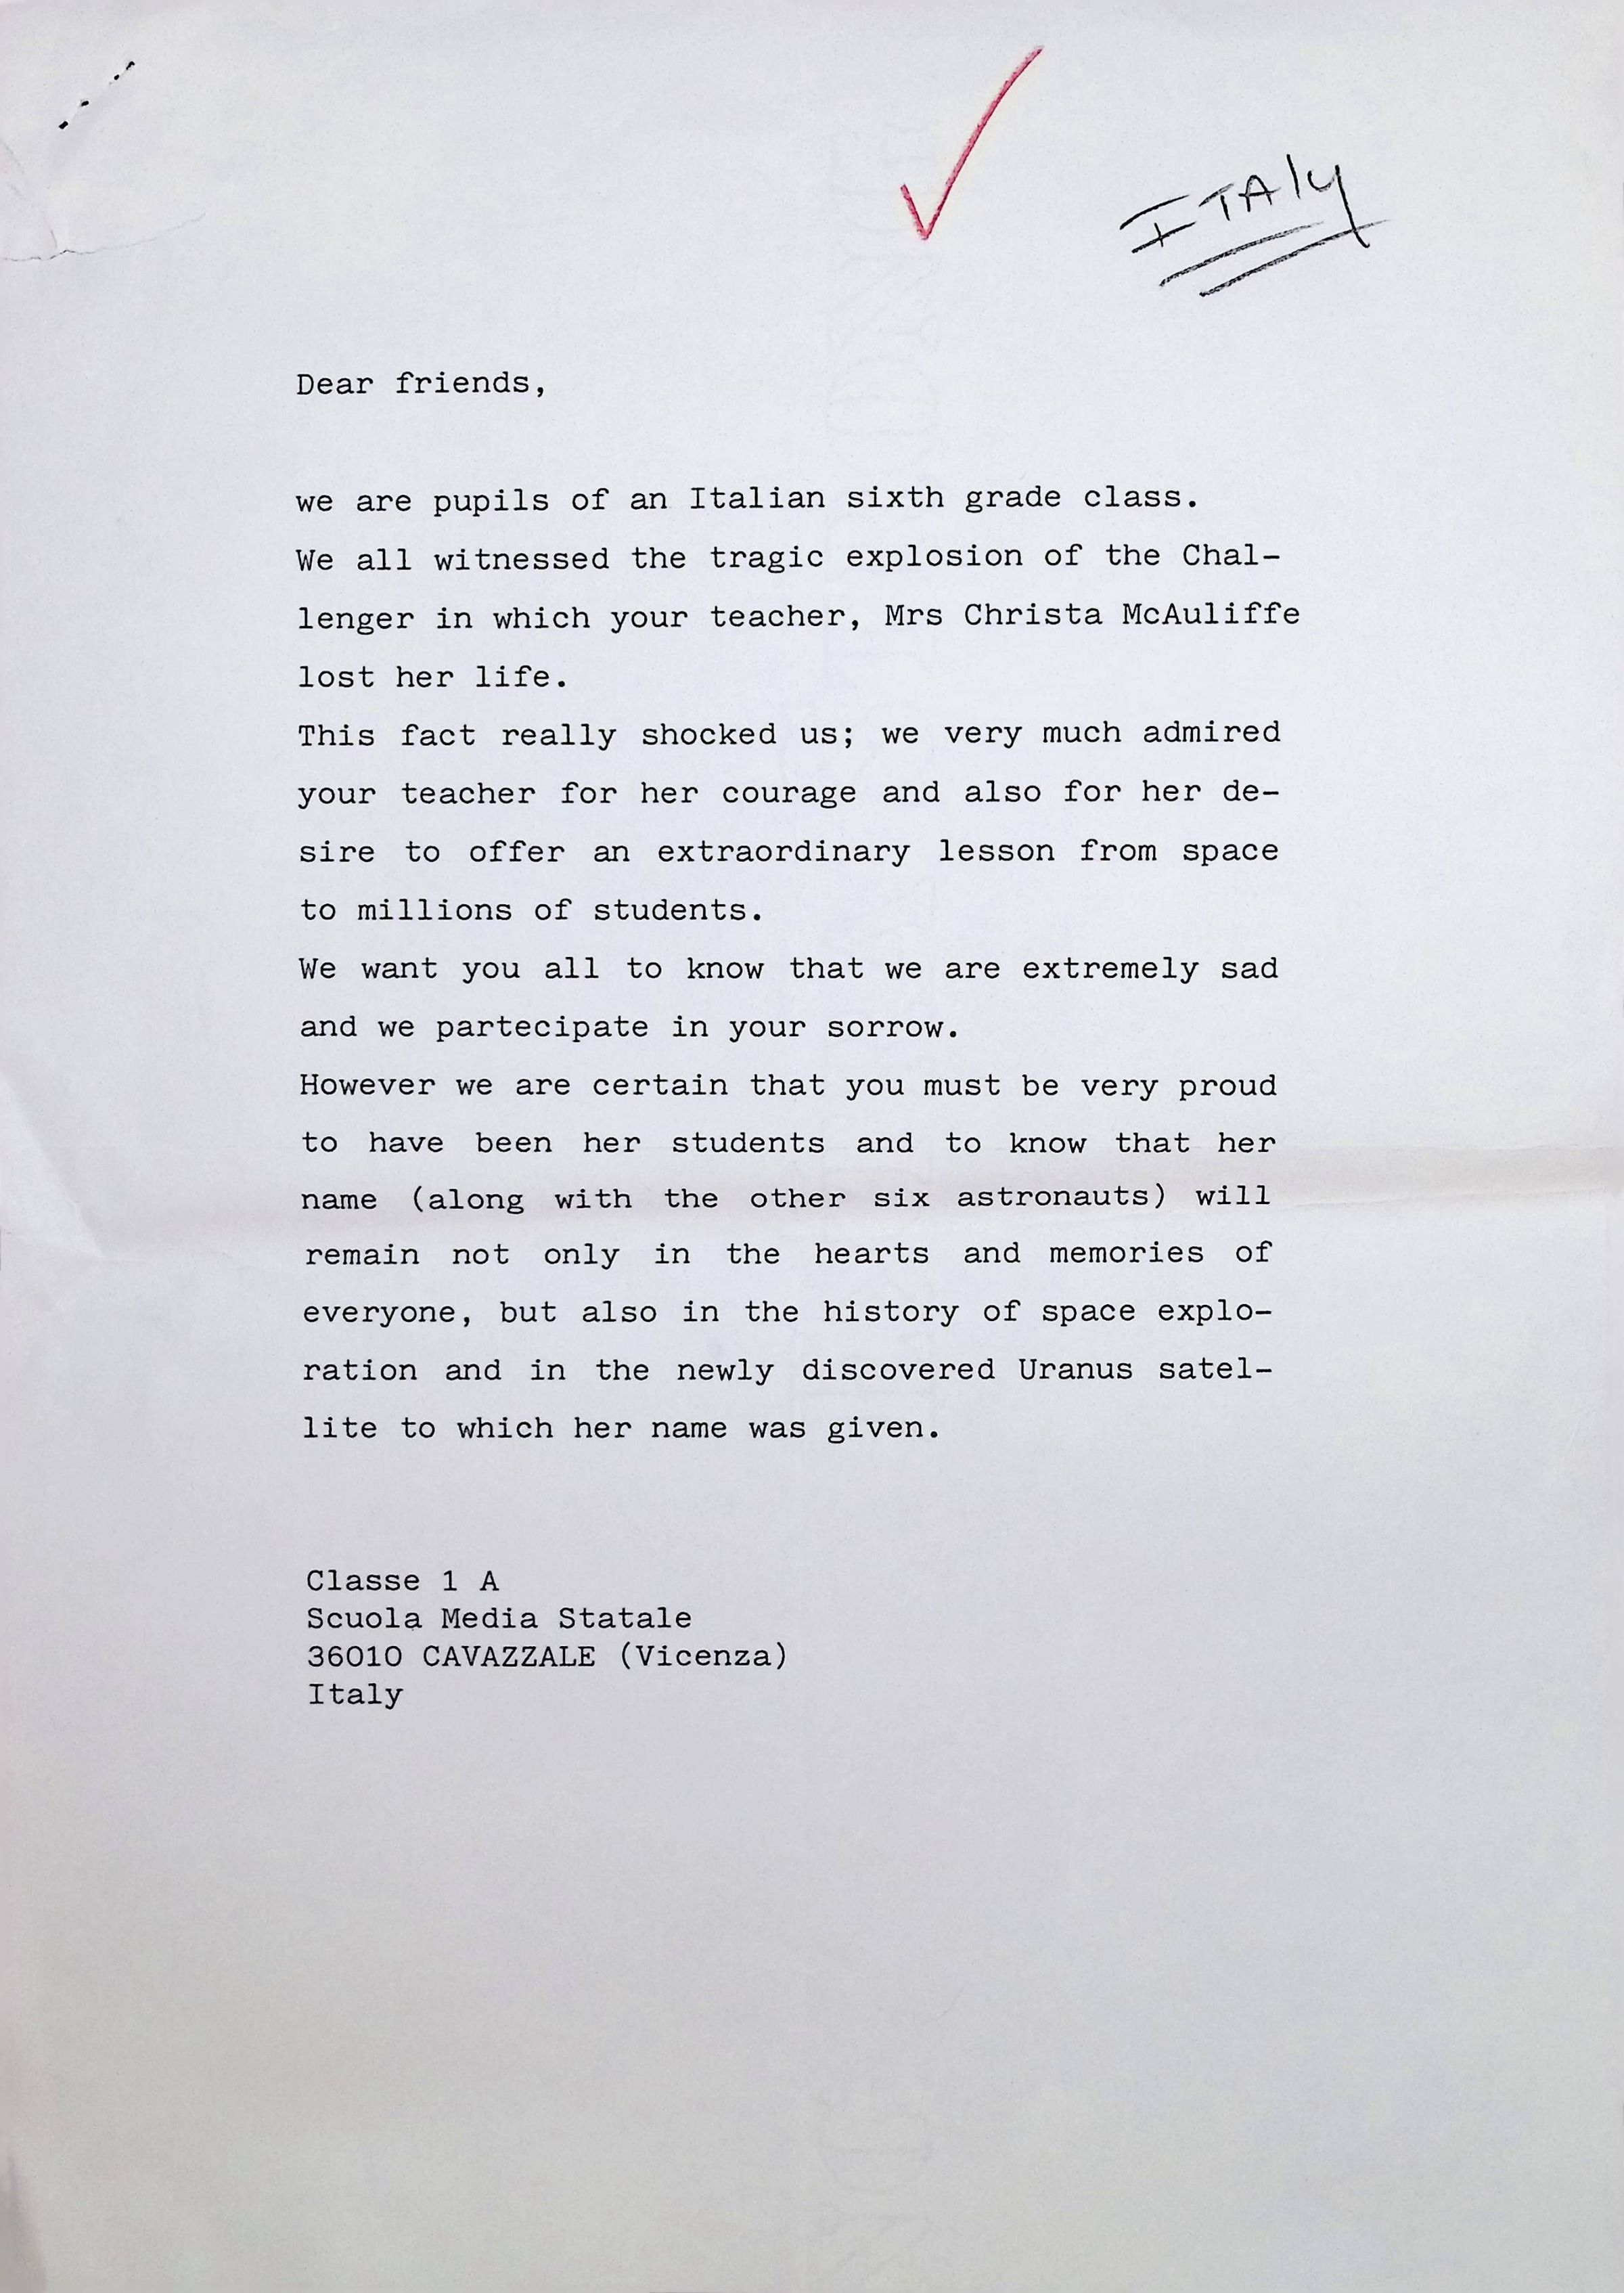 ITALY
Dear friends,
we are pupils of an Italian sixth grade class.
We all witnessed the tragic explosion of the Chal-
lenger in which your teacher, Mrs Christa McAuliffe
lost her life.
This fact really shocked us; we very much admired
your teacher for her courage and also for her de-
sire to offer an extraordinary lesson from space
to millions of students.
We want you all to know that we are extremely sad
and we partecipate in your sorrow.
However we are certain that you must be very proud
to have been her students and to know that her
name (along with the other six astronauts) will
remain not only in the hearts and memories of
everyone, but also in the history of space explo-
ration and in the newly discovered Uranus satel-
lite to which her name was given.
Classe 1 A
Scuola Media Statale
36010 CAVAZZALE (Vicenza)
Italy